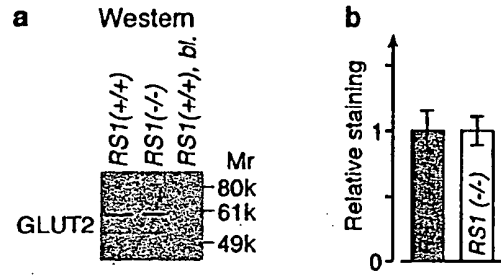 a Western
RS1(+/+)
RS1(-/-)
RS1(+/+), bl.
Mr
80k
GLUT2
61k
49k
b
Relative staining
1
0
RS1 (-/-)